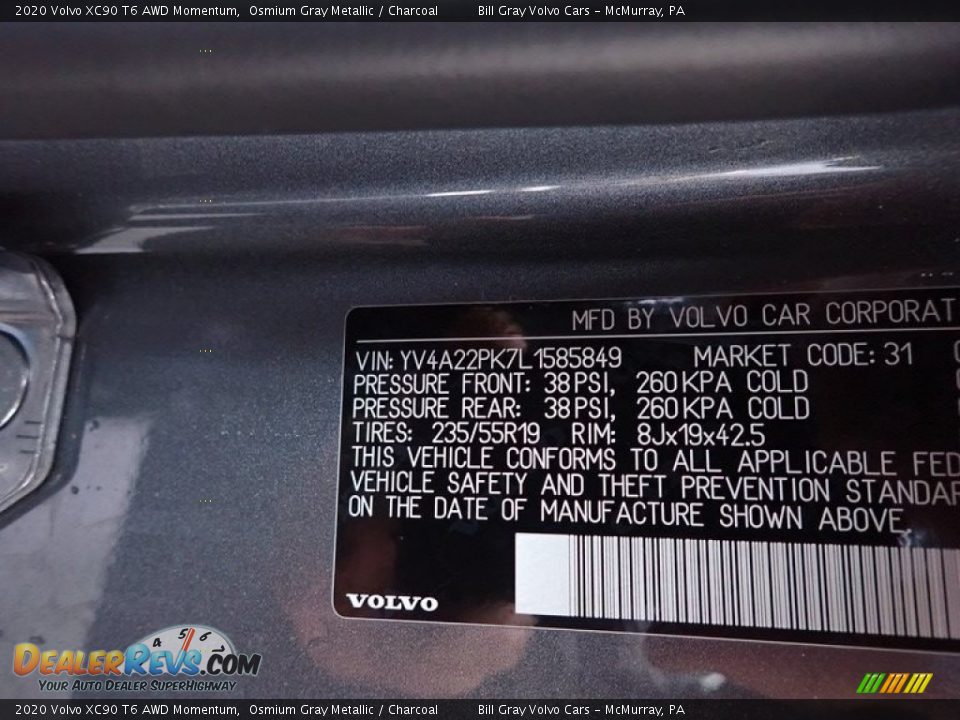 2020 Volvo XC90 T6 AWD Momentum, Osmium Gray Metallic / Charcoal Bill Gray Volvo Cars - McMurray, PA
MFD BY VOLVO CAR CORPORAT
VIN: YV4A22PK7L1585849 MARKET CODE: 31
PRESSURE FRONT: 38 PSI, 260 KPA COLD
PRESSURE REAR: 38 PSI, 260 KPA COLD
TIRES: 235/55R19 RIM: 8Jx19x42.5
THIS VEHICLE CONFORMS TO ALL APPLICABLE FED
VEHICLE SAFETY AND THEFT PREVENTION STANDAR
ON THE DATE OF MANUFACTURE SHOWN ABOVE.
VOLVO
4 5 6
DEALERREVS.COM
YOUR AUTO DEALER SUPERHIGHWAY
2020 Volvo XC90 T6 AWD Momentum, Osmium Gray Metallic / Charcoal Bill Gray Volvo Cars - McMurray, PA